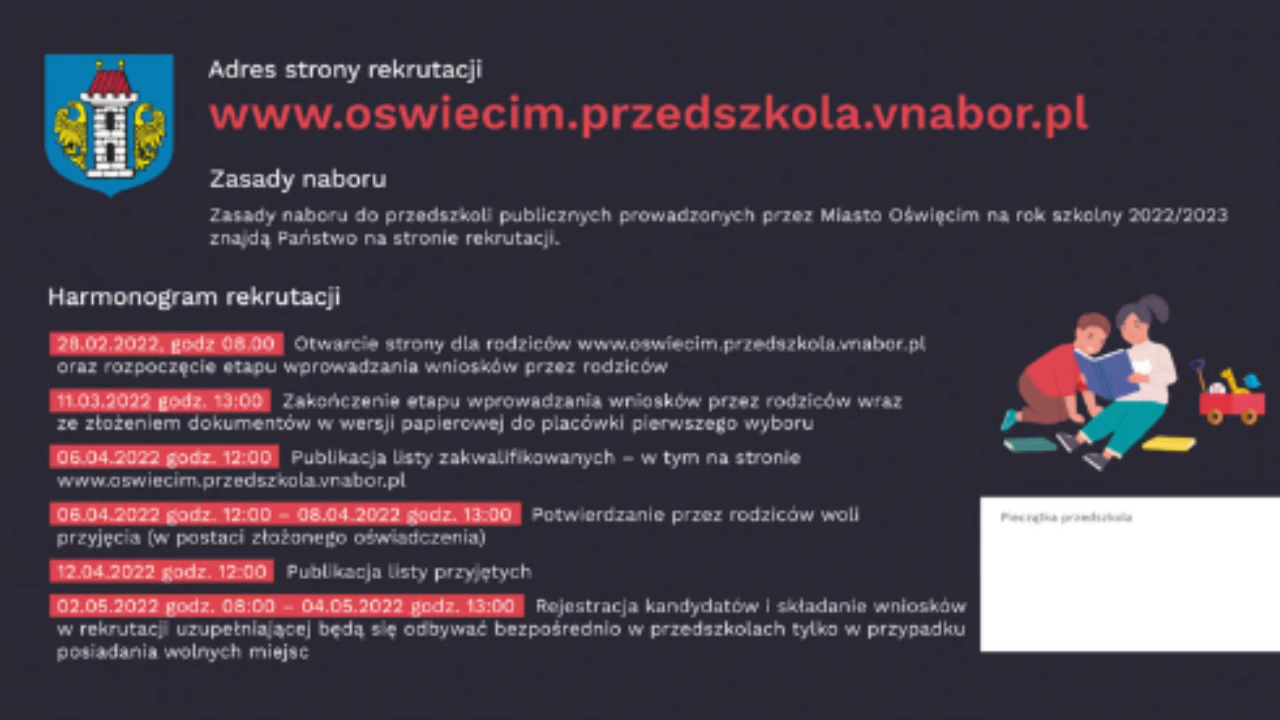 Adres strony rekrutacji
www.oswiecim.przedszkola.vnabor.pl
Zasady naboru
Zasady naboru do przedszkoli publicznych prowadzonych przez Miasto Oświęcim na rok szkolny 2022/2023
znajdą Państwo na stronie rekrutacji.
Harmonogram rekrutacji
28.02.2022, godz 08.00 Otwarcie strony dla rodziców www.oswiecim.przedszkola.vnabor.pl
oraz rozpoczęcie etapu wprowadzania wniosków przez rodziców
11.03.2022 godz. 13:00 Zakończenie etapu wprowadzania wniosków przez rodziców wraz
ze złożeniem dokumentów w wersji papierowej do placówki pierwszego wyboru
06.04.2022 godz. 12:00 Publikacja listy zakwalifikowanych – w tym na stronie
www.oswiecim.przedszkola.vnabor.pl
06.04.2022 godz. 12:00 – 08.04.2022 godz. 13:00 Potwierdzanie przez rodziców woli
przyjęcia (w postaci złożonego oświadczenia)
12.04.2022 godz. 12:00 Publikacja listy przyjętych
02.05.2022 godz. 08:00 – 04.05.2022 godz. 13:00 Rejestracja kandydatów i składanie wniosków
w rekrutacji uzupełniającej będą się odbywać bezpośrednio w przedszkolach tylko w przypadku
posiadania wolnych miejsc
Pieczątka przedszkola